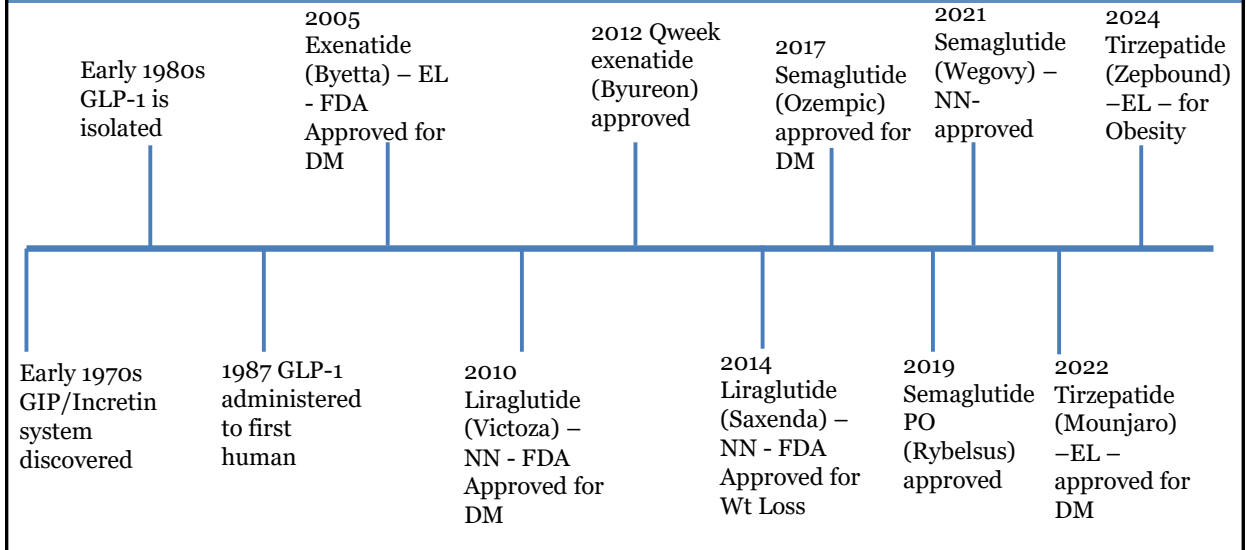 Early 1980s
GLP-1 is
isolated
2005
Exenatide
(Byetta) – EL
- FDA
Approved for
DM
2012 Qweek
exenatide
(Byureon)
approved
2017
Semaglutide
(Ozempic)
approved for
DM
2021
Semaglutide
(Wegovy) –
NN-
approved
2024
Tirzepatide
(Zepbound)
–EL – for
Obesity
Early 1970s
GIP/Incretin
system
discovered
1987 GLP-1
administered
to first
human
2010
Liraglutide
(Victoza) –
NN - FDA
Approved for
DM
2014
Liraglutide
(Saxenda) –
NN - FDA
Approved for
Wt Loss
2019
Semaglutide
PO
(Rybelsus)
approved
2022
Tirzepatide
(Mounjaro)
–EL –
approved for
DM